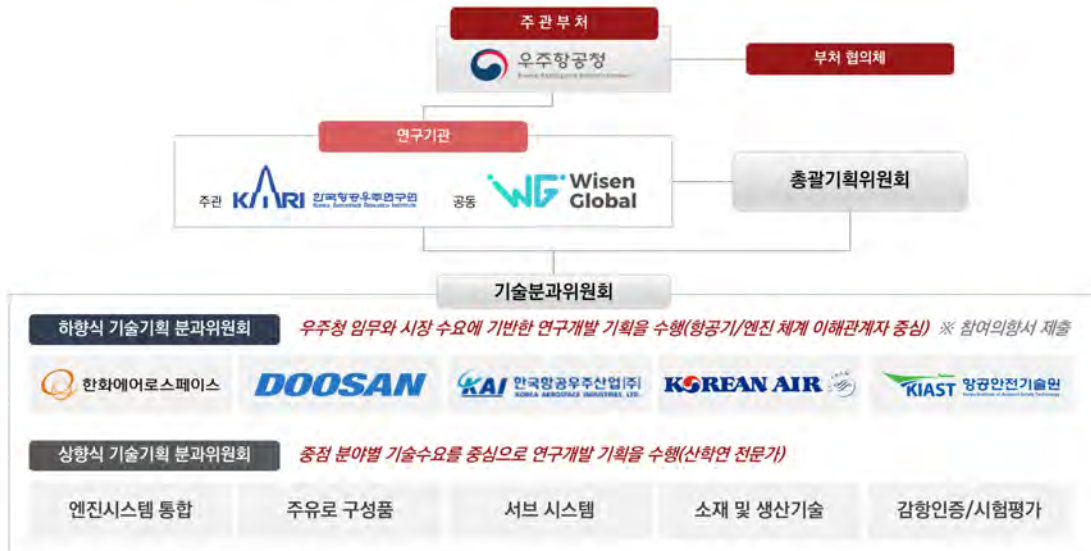 주관부처
우주항공청
부처 협의체
연구기관
주관 KARI 한국항공우주연구원
Korea Aerospace Research Institute
공동 WG Wisen
Global
총괄기획위원회
기술분과위원회
하향식 기술기획 분과위원회 우주청 임무와 시장 수요에 기반한 연구개발 기획을 수행(항공기/엔진 체계 이해관계자 중심) ※ 참여의향서 제출
한화에어로스페이스 DOOSAN KAI 한국항공우주산업(주) KOREAN AIR KIAST 항공안전기술원
KOREA AEROSPACE INDUSTRIES, LTD.
상향식 기술기획 분과위원회 중점 분야별 기술수요를 중심으로 연구개발 기획을 수행(산학연 전문가)
엔진시스템 통합 주유로 구성품 서브 시스템 소재 및 생산기술 감항인증/시험평가